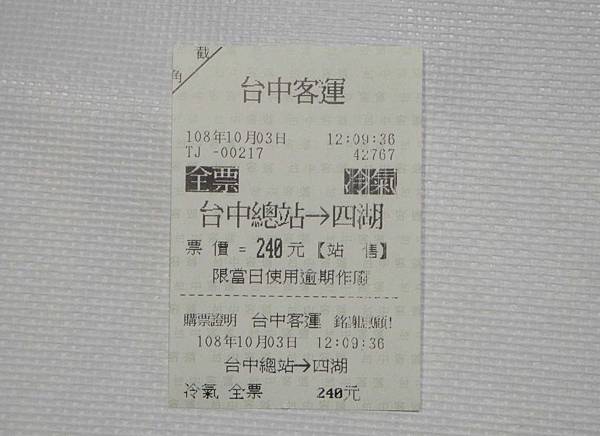 截
角
台中客運
108年10月03日 12:09:36
TJ -00217 42767
全票 冷氣
台中總站→四湖
票 價 = 240 元 【站 售】
限當日使用逾期作廢
購票證明 台中客運 銘謝惠顧!
108年10月03日 12:09:36
台中總站→四湖
冷氣 全票 240元